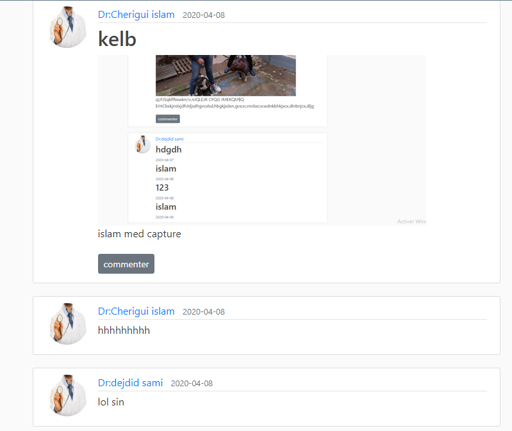 Dr:Cherigui islam 2020-04-08
kelb
commenter
Dr:dejdid sami
hdgdh
2020-04-07
islam
2020-04-08
123
2020-04-08
islam
2020-04-08
Activer Wind
islam med capture
commenter
Dr:Cherigui islam 2020-04-08
hhhhhhhhh
Dr:dejdid sami 2020-04-08
lol sin